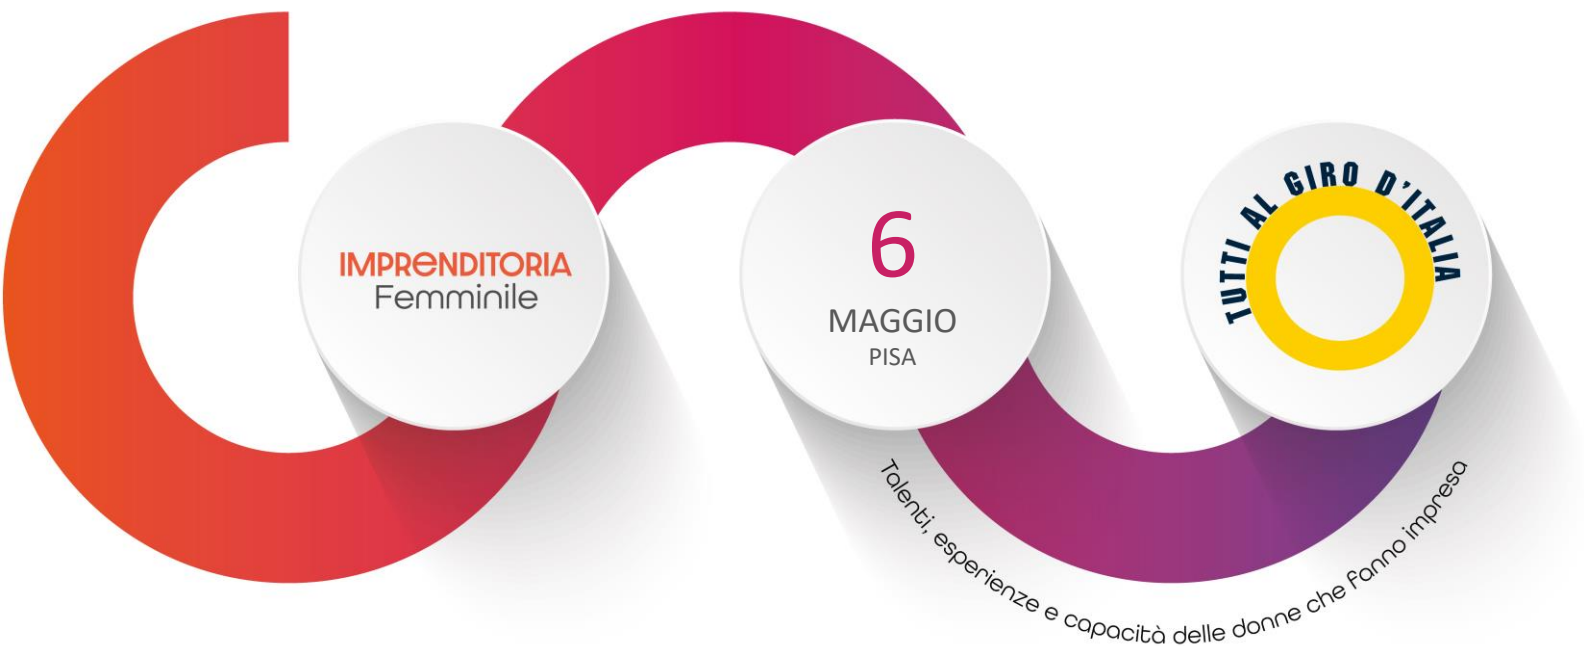 IMPRENDITORIA
Femminile
6
MAGGIO
PISA
TUTTI AL GIRO D'ITALIA
Talenti, esperienze e capacità delle donne che fanno impresa